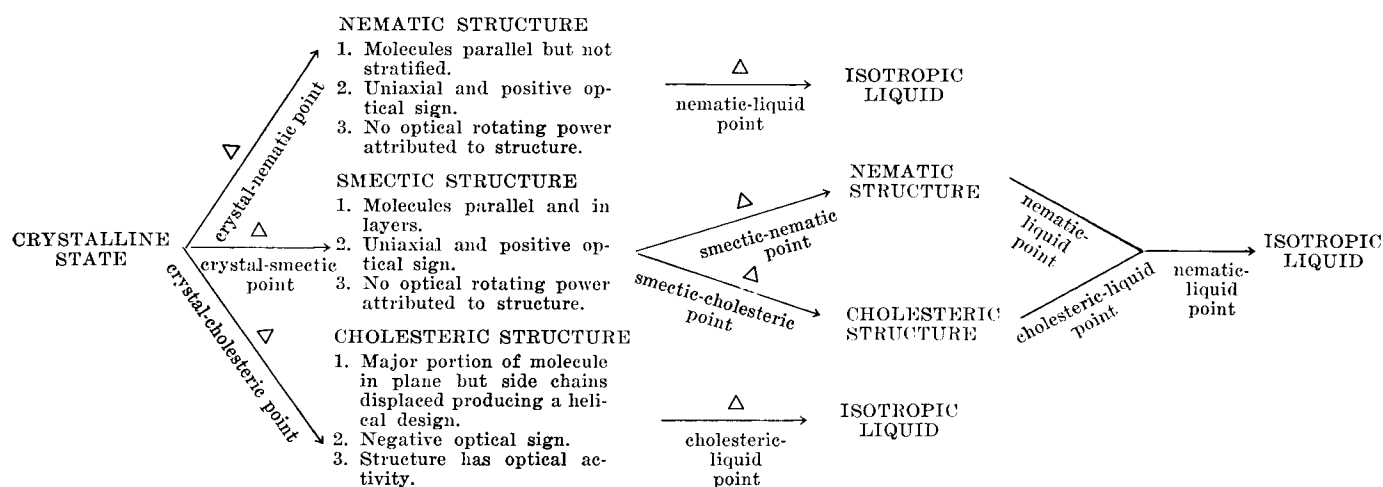 NEMATIC STRUCTURE
1. Molecules parallel but not
stratified.
2. Uniaxial and positive op-
tical sign.
3. No optical rotating power
attributed to structure.
△
crystal-nematic point
△
nematic-liquid
point
ISOTROPIC
LIQUID
CRYSTALLINE
STATE
△
crystal-smectic
point
SMECTIC STRUCTURE
1. Molecules parallel and in
layers.
2. Uniaxial and positive op-
tical sign.
3. No optical rotating power
attributed to structure.
△
smectic-nematic
point
NEMATIC
STRUCTURE
nematic-
liquid
point
△
smectic-cholesteric
point
CHOLESTERIC
STRUCTURE
cholesteric-liquid
point
nematic-
liquid
point
ISOTROPIC
LIQUID
△
crystal-cholesteric point
CHOLESTERIC STRUCTURE
1. Major portion of molecule
in plane but side chains
displaced producing a heli-
cal design.
2. Negative optical sign.
3. Structure has optical ac-
tivity.
△
cholesteric-
liquid
point
ISOTROPIC
LIQUID